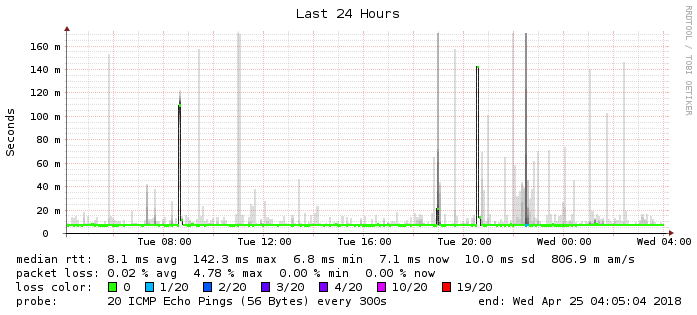 Last 24 Hours
RRDTOOL / TOBI OETIKER
Seconds
160 m
140 m
120 m
100 m
80 m
60 m
40 m
20 m
0
Tue 08:00 Tue 12:00 Tue 16:00 Tue 20:00 Wed 00:00 Wed 04:00
median rtt: 8.1 ms avg 142.3 ms max 6.8 ms min 7.1 ms now 10.0 ms sd 806.9 m am/s
packet loss: 0.02 % avg 4.78 % max 0.00 % min 0.00 % now
loss color: 0 1/20 2/20 3/20 4/20 10/20 19/20
probe: 20 ICMP Echo Pings (56 Bytes) every 300s end: Wed Apr 25 04:05:04 2018